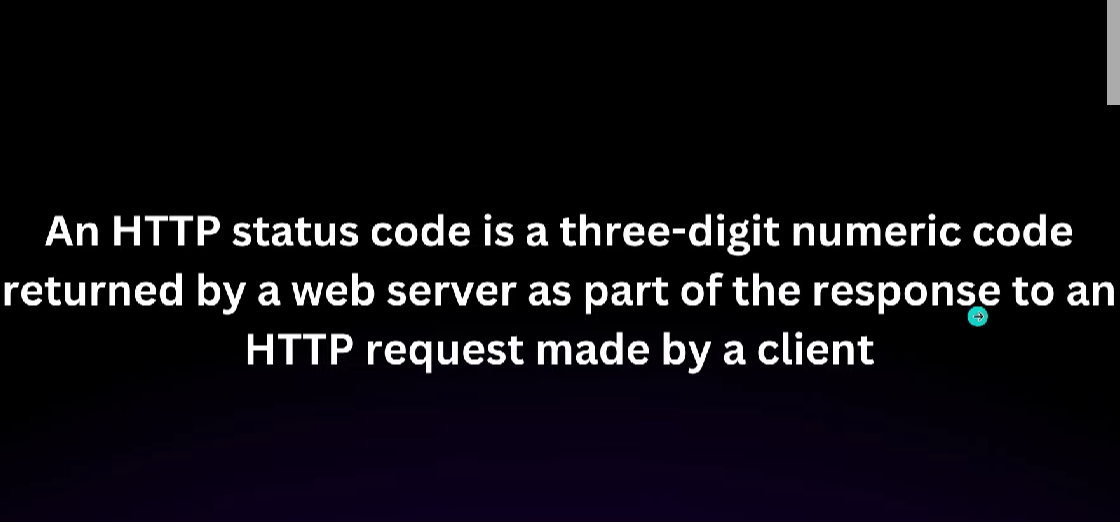 An HTTP status code is a three-digit numeric code
returned by a web server as part of the response to an
HTTP request made by a client